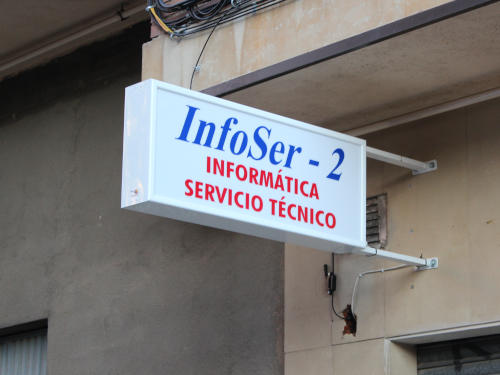 InfoSer - 2
INFORMÁTICA
SERVICIO TÉCNICO